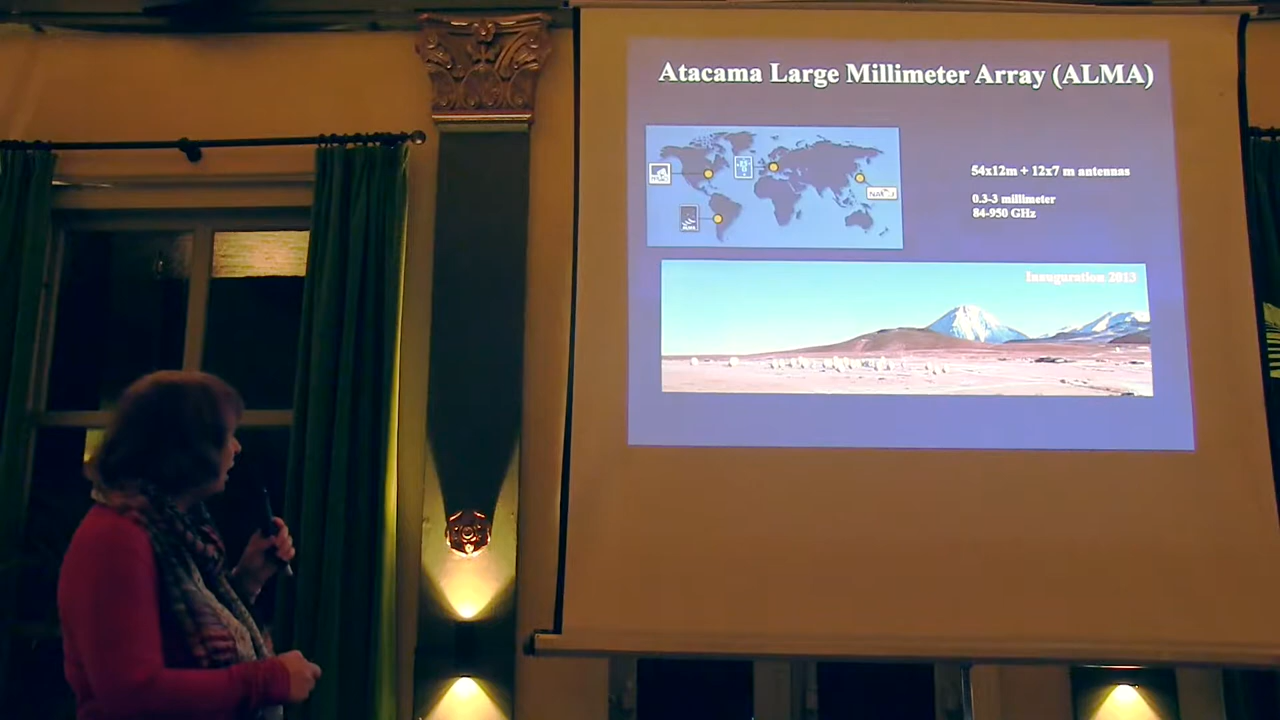 Atacama Large Millimeter Array (ALMA)
54x12m + 12x7 m antennas
0.3-3 millimeter
84-950 GHz
Inauguration 2013